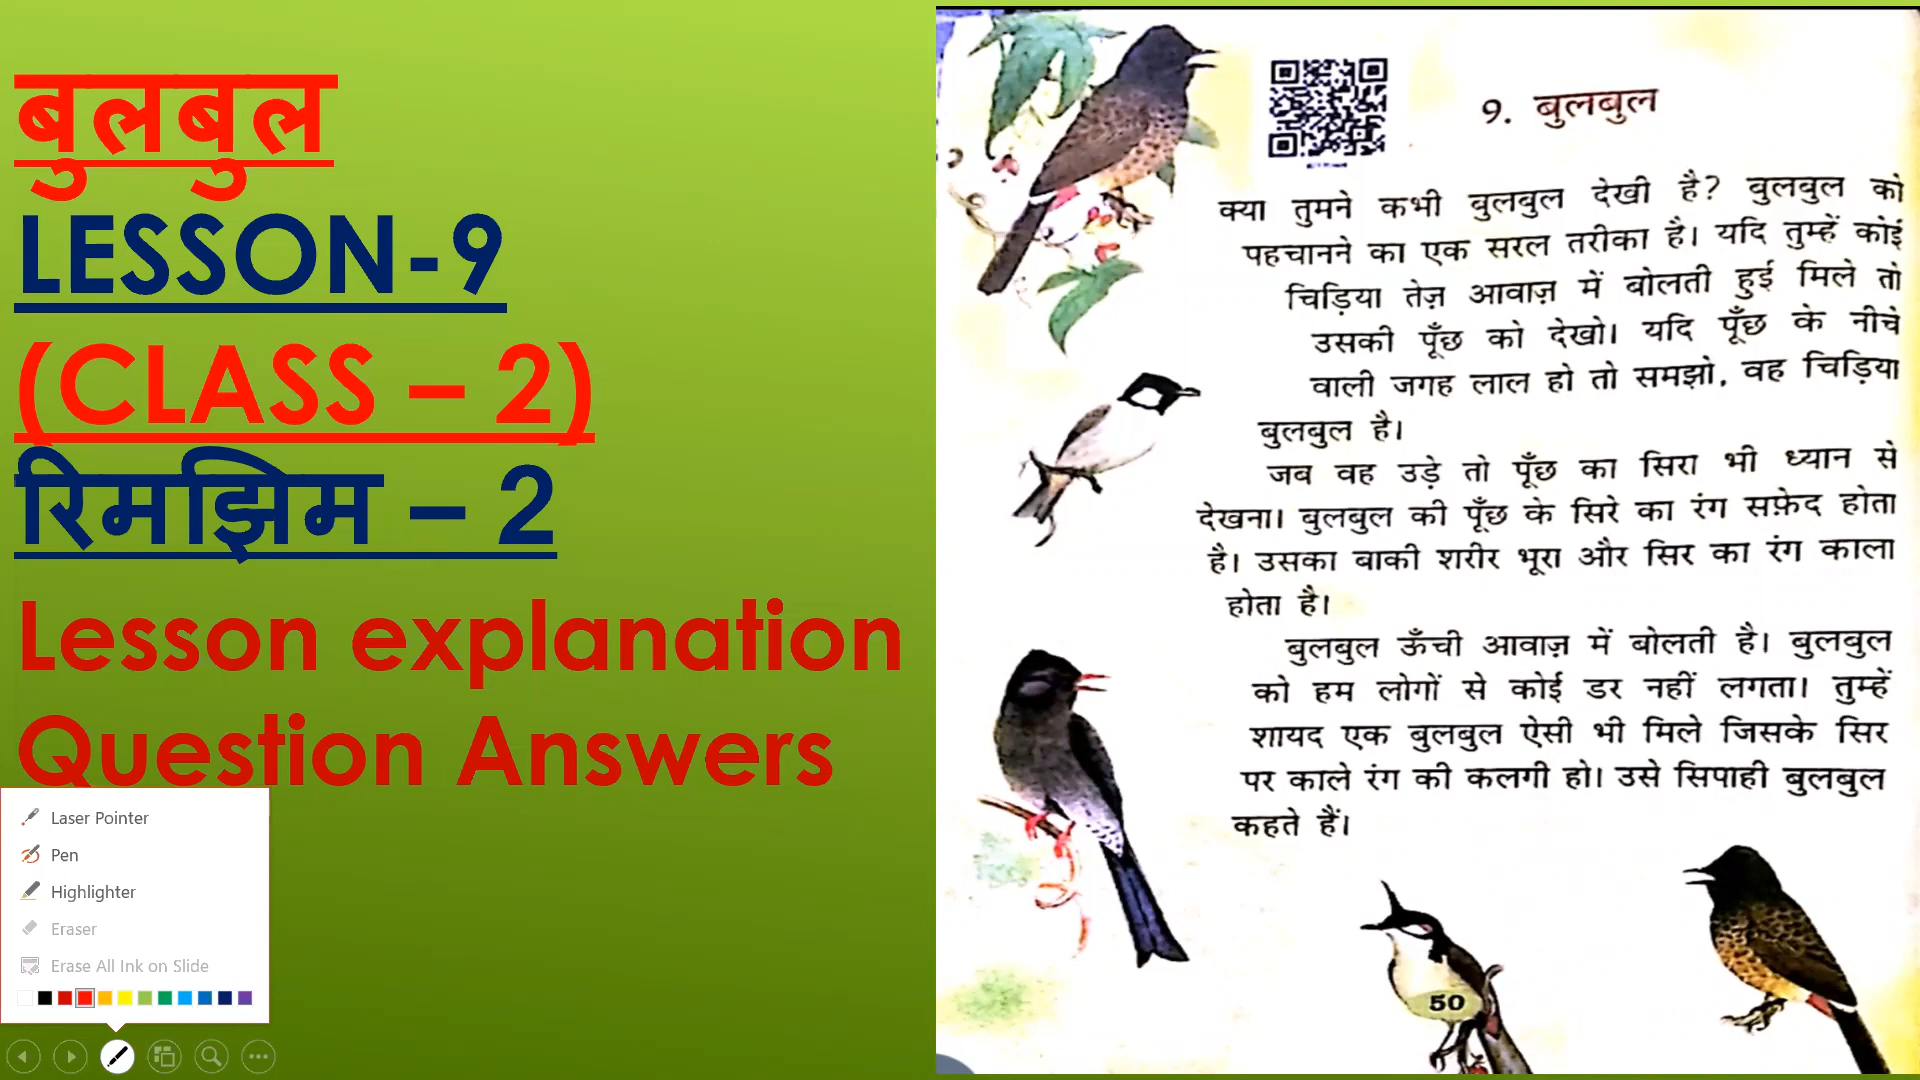 बुलबुल
LESSON-9
(CLASS – 2)
रिमझिम – 2
Lesson explanation
Question Answers
Laser Pointer
Pen
Highlighter
Eraser
Erase All Ink on Slide
9. बुलबुल
क्या तुमने कभी बुलबुल देखी है? बुलबुल को
पहचानने का एक सरल तरीका है। यदि तुम्हें कोई
चिड़िया तेज़ आवाज़ में बोलती हुई मिले तो
उसकी पूँछ को देखो। यदि पूँछ के नीचे
वाली जगह लाल हो तो समझो, वह चिड़िया
बुलबुल है।
जब वह उड़े तो पूँछ का सिरा भी ध्यान से
देखना। बुलबुल की पूँछ के सिरे का रंग सफ़ेद होता
है। उसका बाकी शरीर भूरा और सिर का रंग काला
होता है।
बुलबुल ऊँची आवाज़ में बोलती है। बुलबुल
को हम लोगों से कोई डर नहीं लगता। तुम्हें
शायद एक बुलबुल ऐसी भी मिले जिसके सिर
पर काले रंग की कलगी हो। उसे सिपाही बुलबुल
कहते हैं।
50